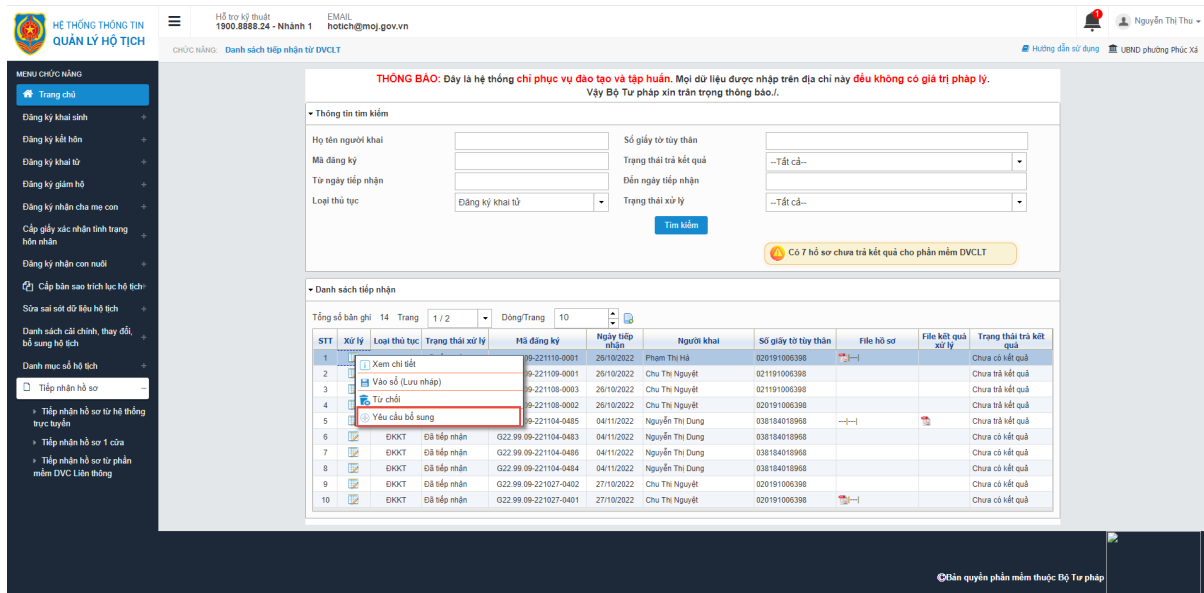 HỆ THỐNG THÔNG TIN
QUẢN LÝ HỘ TỊCH
Hỗ trợ kỹ thuật
1900.8888.24 - Nhánh 1
EMAIL
hotich@moj.gov.vn
1
Nguyễn Thị Thu
CHỨC NĂNG: Danh sách tiếp nhận từ DVCLT
Hướng dẫn sử dụng
UBND phường Phúc Xá
MENU CHỨC NĂNG
Trang chủ
Đăng ký khai sinh
Đăng ký kết hôn
Đăng ký khai tử
Đăng ký giám hộ
Đăng ký nhận cha mẹ con
Cấp giấy xác nhận tình trạng
hôn nhân
Đăng ký nhận con nuôi
Cấp bản sao trích lục hộ tịch
Sửa sai sót dữ liệu hộ tịch
Danh sách cải chính, thay đổi,
bổ sung hộ tịch
Danh mục sổ hộ tịch
Tiếp nhận hồ sơ
Tiếp nhận hồ sơ từ hệ thống
trực tuyến
Tiếp nhận hồ sơ 1 cửa
Tiếp nhận hồ sơ từ phần
mềm DVC Liên thông
THÔNG BÁO: Đây là hệ thống chỉ phục vụ đào tạo và tập huấn. Mọi dữ liệu được nhập trên địa chỉ này đều không có giá trị pháp lý.
Vậy Bộ Tư pháp xin trân trọng thông báo./.
Thông tin tìm kiếm
Họ tên người khai
Số giấy tờ tùy thân
Mã đăng ký
Trạng thái trả kết quả
--Tất cả--
Từ ngày tiếp nhận
Đến ngày tiếp nhận
Loại thủ tục
Đăng ký khai tử
Trạng thái xử lý
--Tất cả--
Tìm kiếm
Có 7 hồ sơ chưa trả kết quả cho phần mềm DVCLT
Danh sách tiếp nhận
Tổng số bản ghi 14 Trang 1 / 2 Dòng/Trang 10
STT Xử lý Loại thủ tục Trạng thái xử lý Mã đăng ký Ngày tiếp nhận Người khai Số giấy tờ tùy thân File hồ sơ File kết quả xử lý Trạng thái trả kết quả
1 09-221110-0001 26/10/2022 Phạm Thị Hà 020191006398 |---| Chưa có kết quả
2 09-221109-0001 26/10/2022 Chu Thị Nguyệt 021191006398 Chưa trả kết quả
3 09-221108-0003 26/10/2022 Chu Thị Nguyệt 021191006398 Chưa trả kết quả
4 09-221108-0002 26/10/2022 Chu Thị Nguyệt 020191006398 Chưa trả kết quả
5 09-221104-0485 04/11/2022 Nguyễn Thị Dung 038184018968 ---|---| Chưa trả kết quả
6 ĐKKT Đã tiếp nhận G22.99.09-221104-0483 04/11/2022 Nguyễn Thị Dung 038184018968 Chưa có kết quả
7 ĐKKT Đã tiếp nhận G22.99.09-221104-0486 04/11/2022 Nguyễn Thị Dung 038184018968 Chưa có kết quả
8 ĐKKT Đã tiếp nhận G22.99.09-221104-0484 04/11/2022 Nguyễn Thị Dung 038184018968 Chưa có kết quả
9 ĐKKT Đã tiếp nhận G22.99.09-221027-0402 27/10/2022 Chu Thị Nguyệt 020191006398 Chưa có kết quả
10 ĐKKT Đã tiếp nhận G22.99.09-221027-0401 27/10/2022 Chu Thị Nguyệt 020191006398 |---| Chưa có kết quả
Xem chi tiết
Vào sổ (Lưu nháp)
Từ chối
Yêu cầu bổ sung
©Bản quyền phần mềm thuộc Bộ Tư pháp